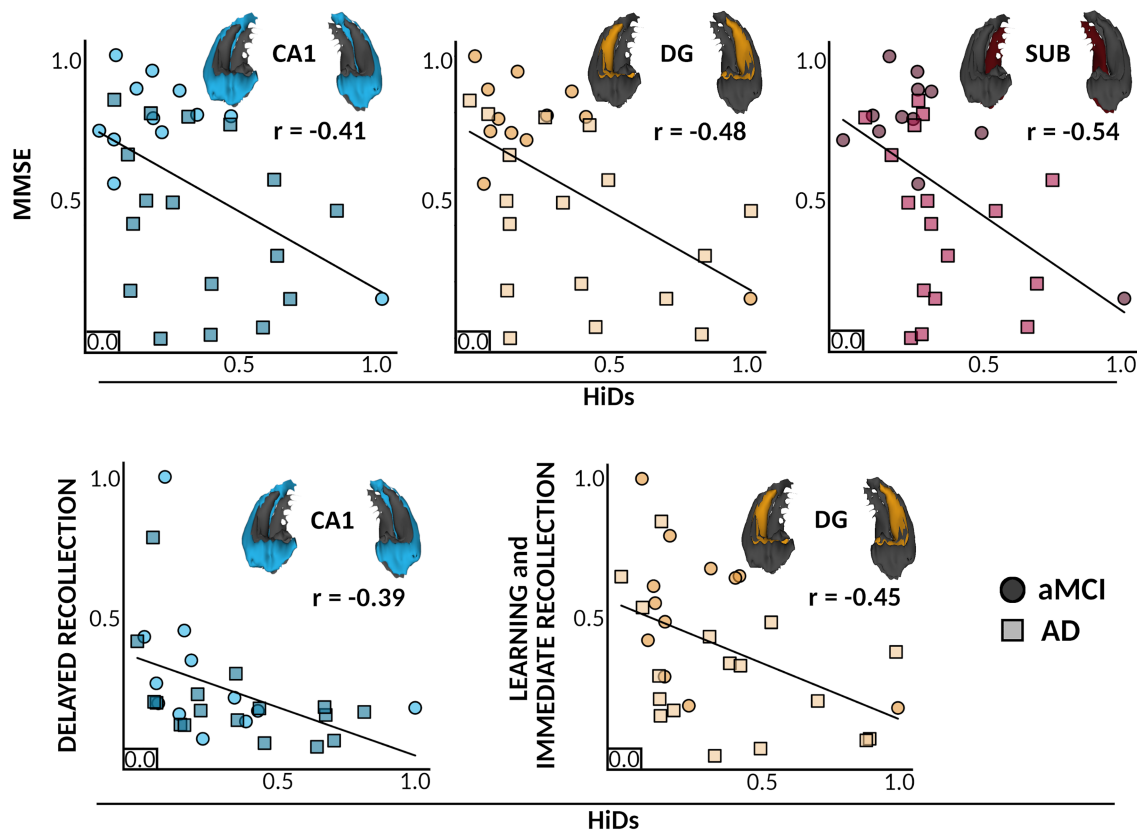 CA1
r = -0.41
DG
r = -0.48
SUB
r = -0.54
MMSE
1.0
0.5
0.0
0.5
1.0
1.0
0.5
0.0
0.5
1.0
1.0
0.5
0.0
0.5
1.0
HiDs
DELAYED RECOLLECTION
1.0
0.5
0.0
0.5
1.0
CA1
r = -0.39
LEARNING and
IMMEDIATE RECOLLECTION
1.0
0.5
0.0
0.5
1.0
DG
r = -0.45
aMCI
AD
HiDs